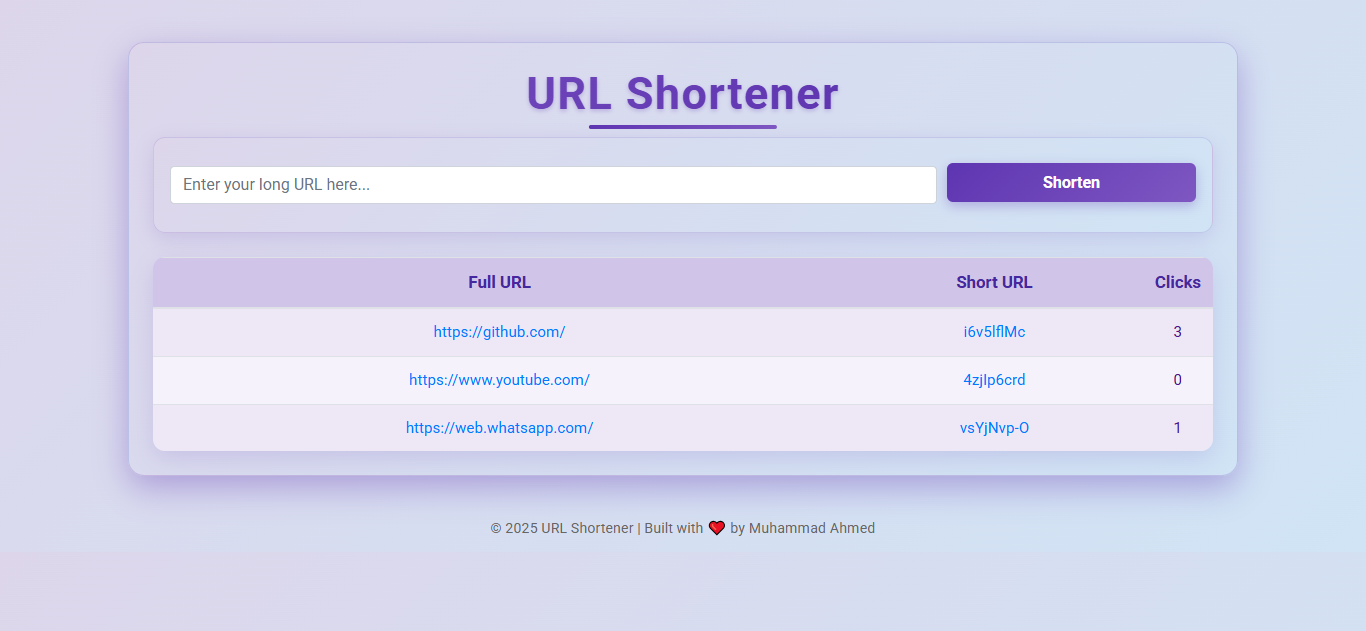 URL Shortener
Enter your long URL here...
Shorten
Full URL Short URL Clicks
https://github.com/ i6v5lflMc 3
https://www.youtube.com/ 4zjIp6crd 0
https://web.whatsapp.com/ vsYjNvp-O 1
© 2025 URL Shortener | Built with ❤️ by Muhammad Ahmed